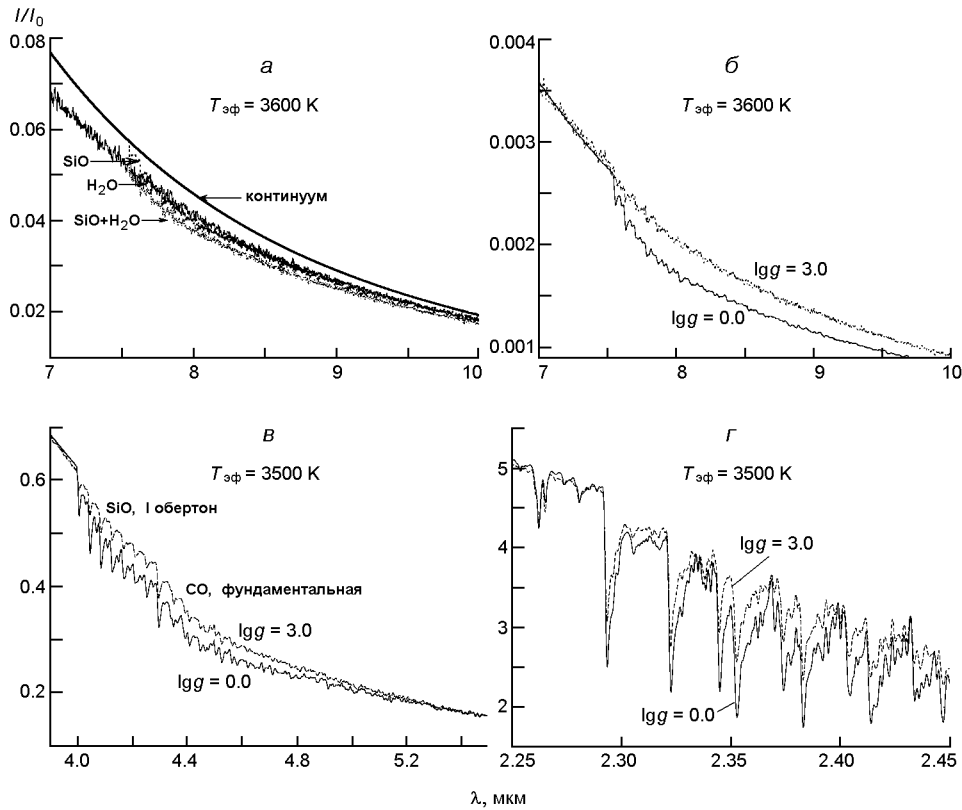 I/I0
0.08
0.06
0.04
0.02
а
Tэф = 3600 K
SiO
H2O
SiO+H2O
континуум
7 8 9 10
0.004
0.003
0.002
0.001
б
Tэф = 3600 K
lgg = 3.0
lgg = 0.0
7 8 9 10
0.6
0.4
0.2
в
Tэф = 3500 K
SiO, I обертон
CO, фундаментальная
lgg = 3.0
lgg = 0.0
4.0 4.4 4.8 5.2
5
4
3
2
г
Tэф = 3500 K
lgg = 3.0
lgg = 0.0
2.25 2.30 2.35 2.40 2.45
λ, мкм